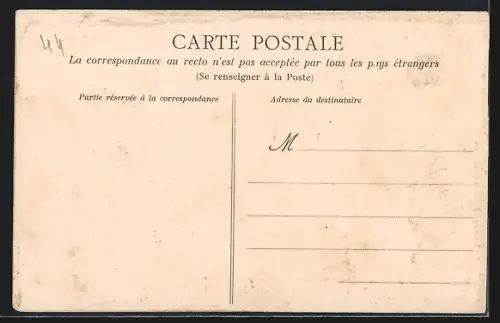 44
CARTE POSTALE
La correspondance au recto n'est pas acceptée par tous les pays étrangers
(Se renseigner à la Poste)
Partie réservée à la correspondance
Adresse du destinataire
M